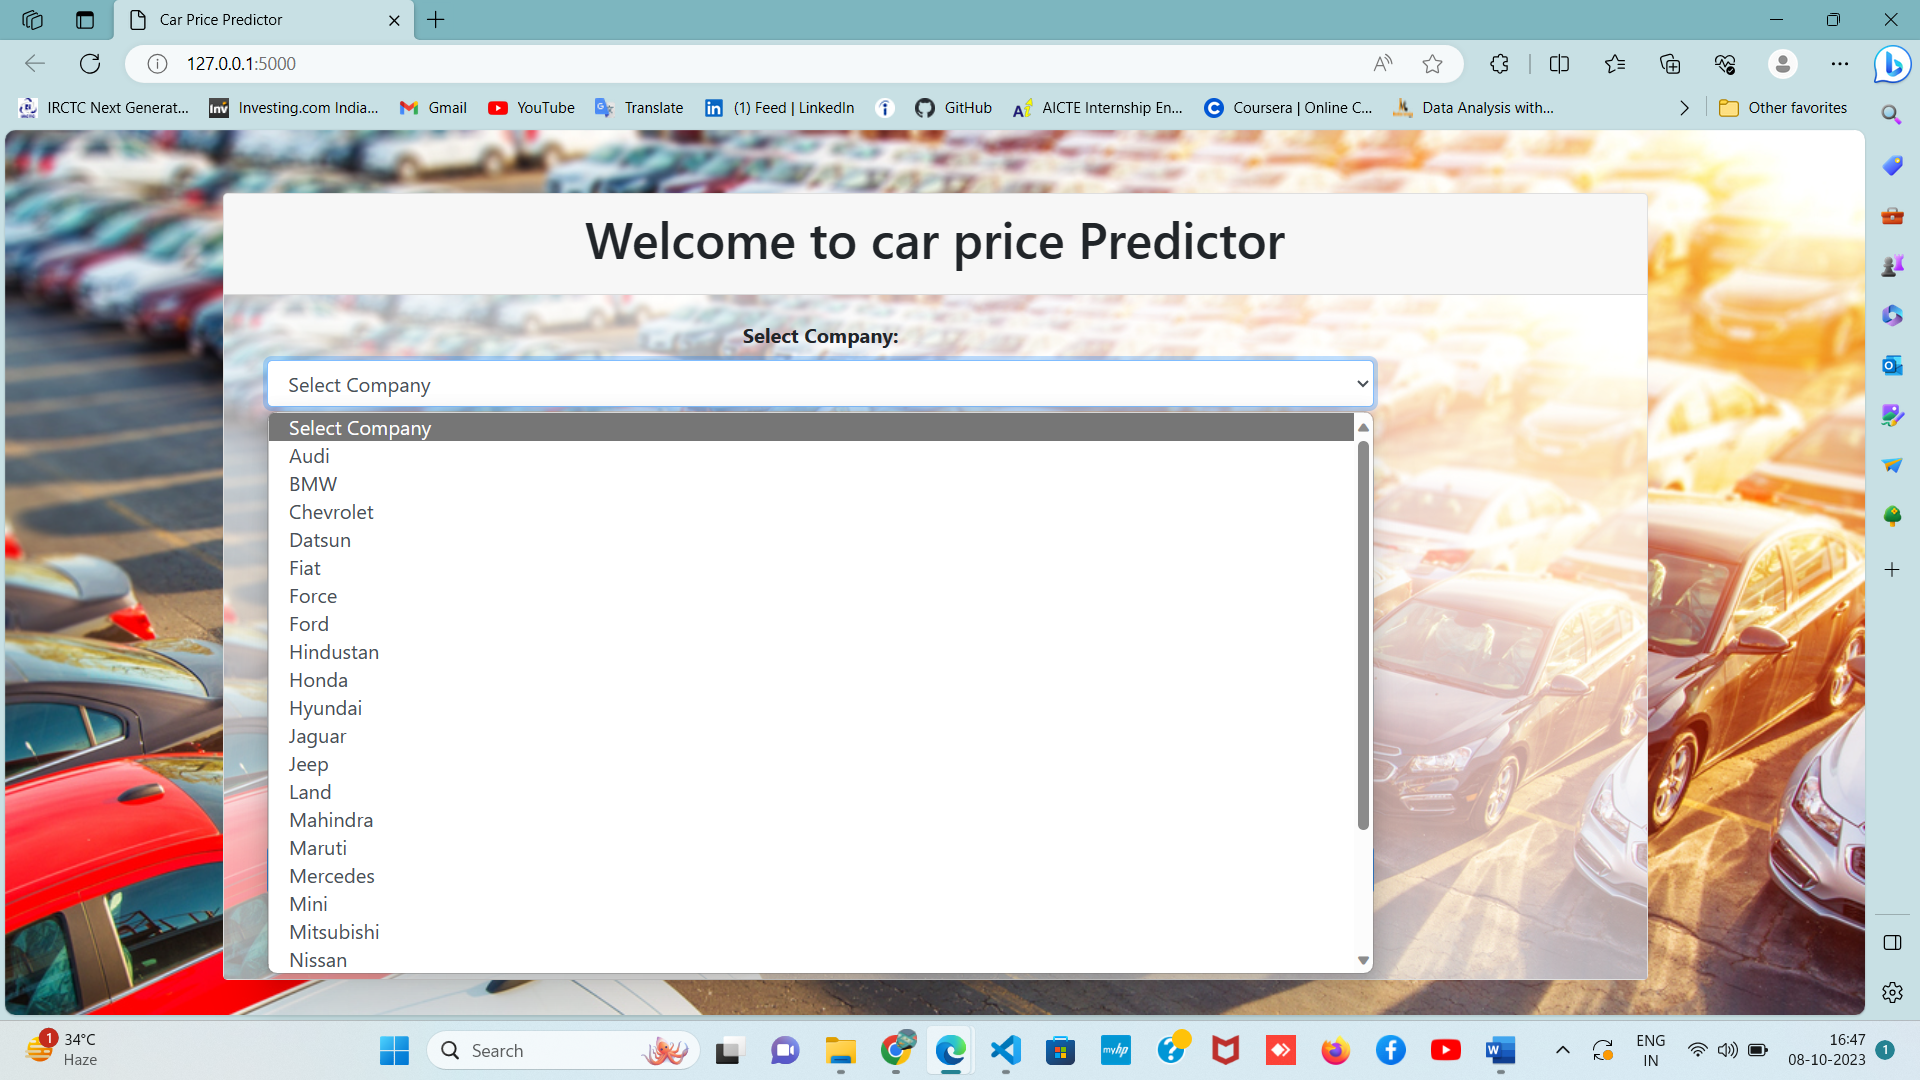 Car Price Predictor
127.0.0.1:5000
IRCTC Next Generat...
Investing.com India...
Gmail
YouTube
Translate
(1) Feed | LinkedIn
GitHub
AICTE Internship En...
Coursera | Online C...
Data Analysis with...
Other favorites
Welcome to car price Predictor
Select Company:
Select Company
Select Company
Audi
BMW
Chevrolet
Datsun
Fiat
Force
Ford
Hindustan
Honda
Hyundai
Jaguar
Jeep
Land
Mahindra
Maruti
Mercedes
Mini
Mitsubishi
Nissan
1
34°C
Haze
Search
myhp
ENG
IN
16:47
08-10-2023
1